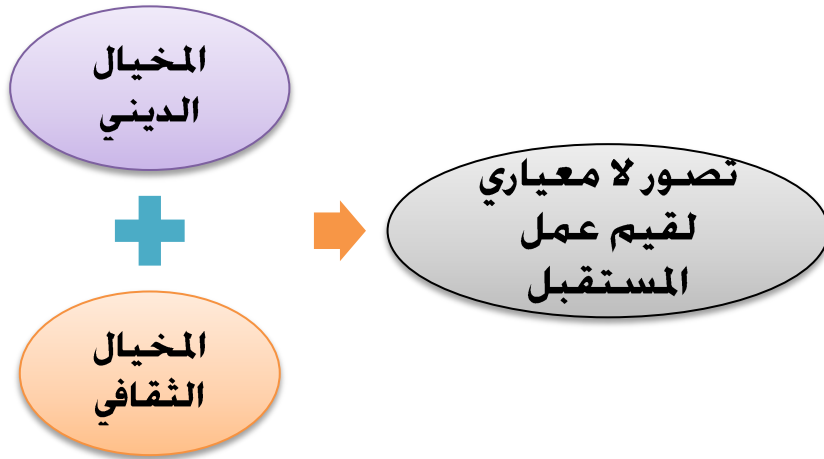 المخيال
الديني
المخيال
الثقافي
تصور لا معياري
لقيم عمل
المستقبل